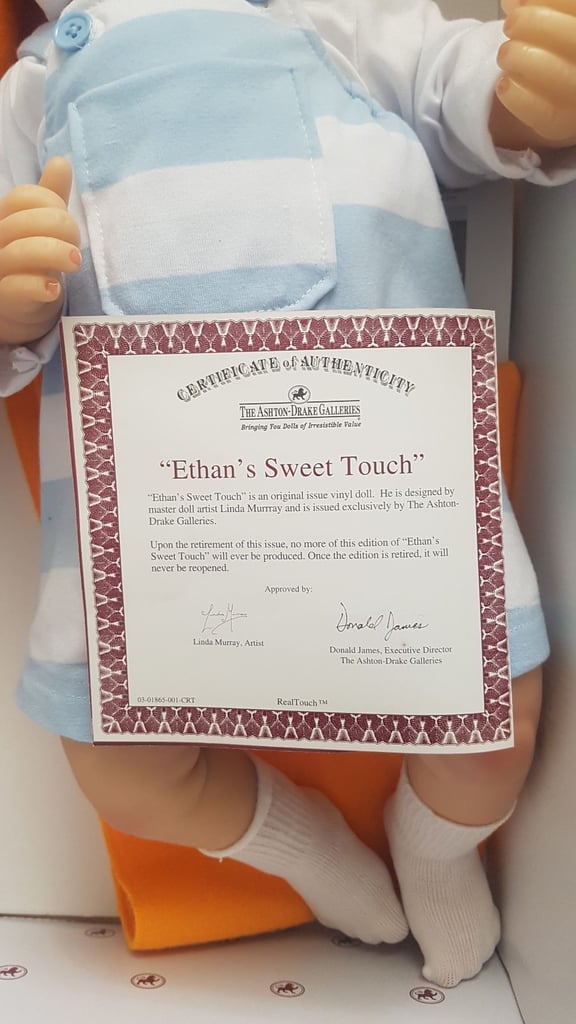 CERTIFICATE of AUTHENTICITY
THE ASHTON-DRAKE GALLERIES
Bringing You Dolls of Irresistible Value
“Ethan’s Sweet Touch”
“Ethan’s Sweet Touch” is an original issue vinyl doll. He is designed by
master doll artist Linda Murrray and is issued exclusively by The Ashton-
Drake Galleries.
Upon the retirement of this issue, no more of this edition of “Ethan’s
Sweet Touch” will ever be produced. Once the edition is retired, it will
never be reopened.
Approved by:
Linda Murray, Artist
Donald James
Donald James, Executive Director
The Ashton-Drake Galleries
03-01865-001-CRT
RealTouch™